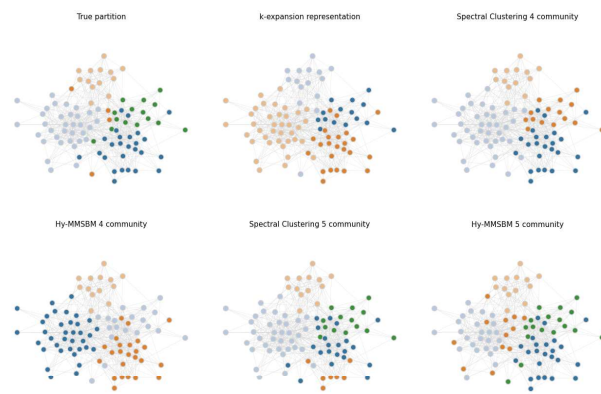 True partition
k-expansion representation
Spectral Clustering 4 community
Hy-MMSBM 4 community
Spectral Clustering 5 community
Hy-MMSBM 5 community